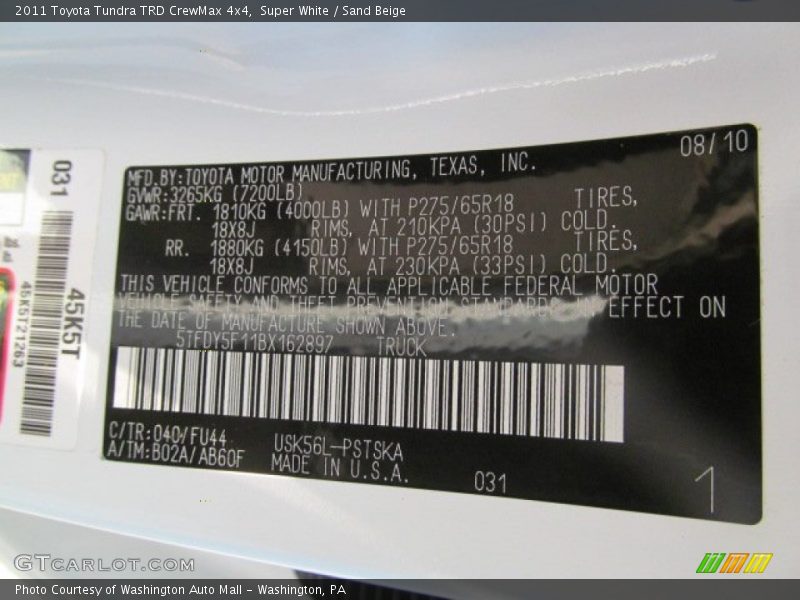 2011 Toyota Tundra TRD CrewMax 4x4, Super White / Sand Beige
08/10
MFD.BY:TOYOTA MOTOR MANUFACTURING, TEXAS, INC.
GVWR:3265KG (7200LB)
GAWR:FRT. 1810KG (4000LB) WITH P275/65R18 TIRES,
18X8J RIMS, AT 210KPA (30PSI) COLD.
RR. 1880KG (4150LB) WITH P275/65R18 TIRES,
18X8J RIMS, AT 230KPA (33PSI) COLD.
THIS VEHICLE CONFORMS TO ALL APPLICABLE FEDERAL MOTOR
VEHICLE SAFETY AND THEFT PREVENTION STANDARDS IN EFFECT ON
THE DATE OF MANUFACTURE SHOWN ABOVE.
5TFDY5F11BX162897 TRUCK
C/TR:040/FU44
A/TM:B02A/AB60F
USK56L-PSTSKA
MADE IN U.S.A.
031
1
031
45K5T
45K5T21263
lbs.
GTCARLOT.COM
Photo Courtesy of Washington Auto Mall - Washington, PA